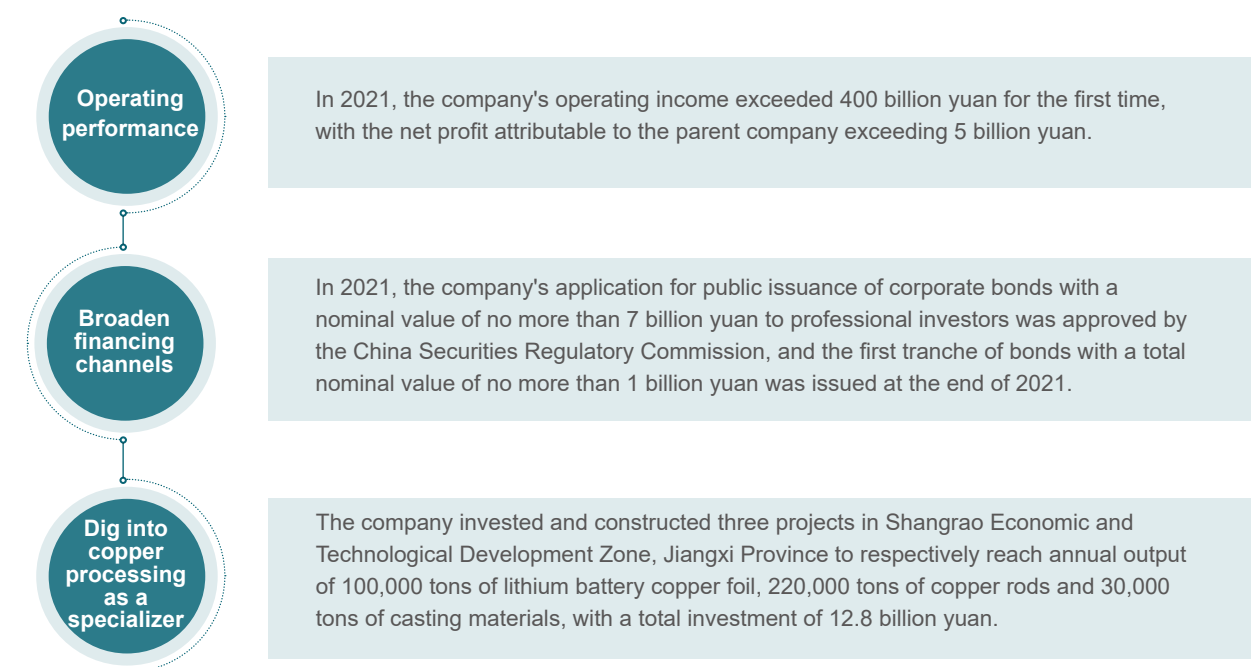 Operating
performance
In 2021, the company's operating income exceeded 400 billion yuan for the first time,
with the net profit attributable to the parent company exceeding 5 billion yuan.
Broaden
financing
channels
In 2021, the company's application for public issuance of corporate bonds with a
nominal value of no more than 7 billion yuan to professional investors was approved by
the China Securities Regulatory Commission, and the first tranche of bonds with a total
nominal value of no more than 1 billion yuan was issued at the end of 2021.
Dig into
copper
processing
as a
specializer
The company invested and constructed three projects in Shangrao Economic and
Technological Development Zone, Jiangxi Province to respectively reach annual output
of 100,000 tons of lithium battery copper foil, 220,000 tons of copper rods and 30,000
tons of casting materials, with a total investment of 12.8 billion yuan.